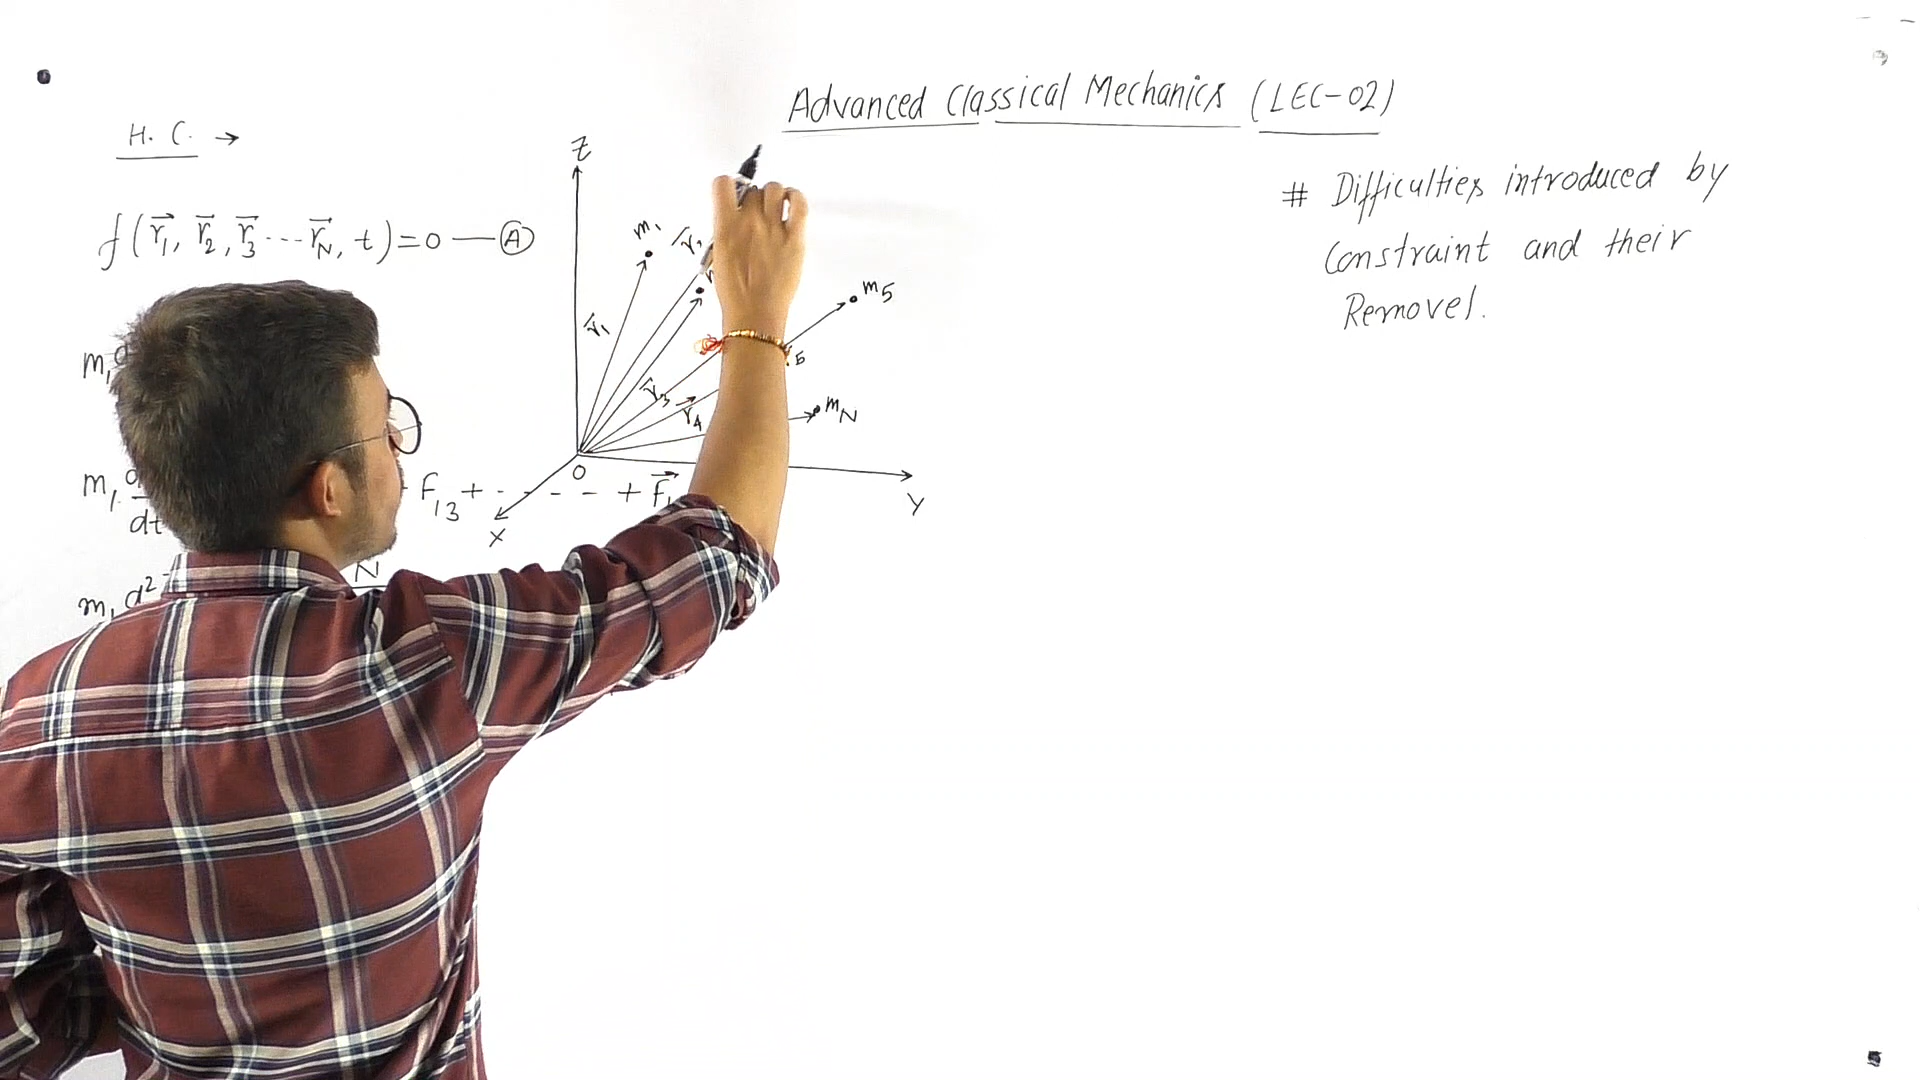 Advanced Classical Mechanics (LEC-02)
# Difficulties introduced by
Constraint and their
Removel.
H. C. →
f(r⃗₁, r⃗₂, r⃗₃ --- r⃗N, t) = 0 — Ⓐ
m₁
m₁ d
dt
F₁₃ + - - - - + F⃗
m₁ d²
N
Z
m₁
r⃗₁
r⃗₃
r⃗₄
m₅
mN
O
X
Y